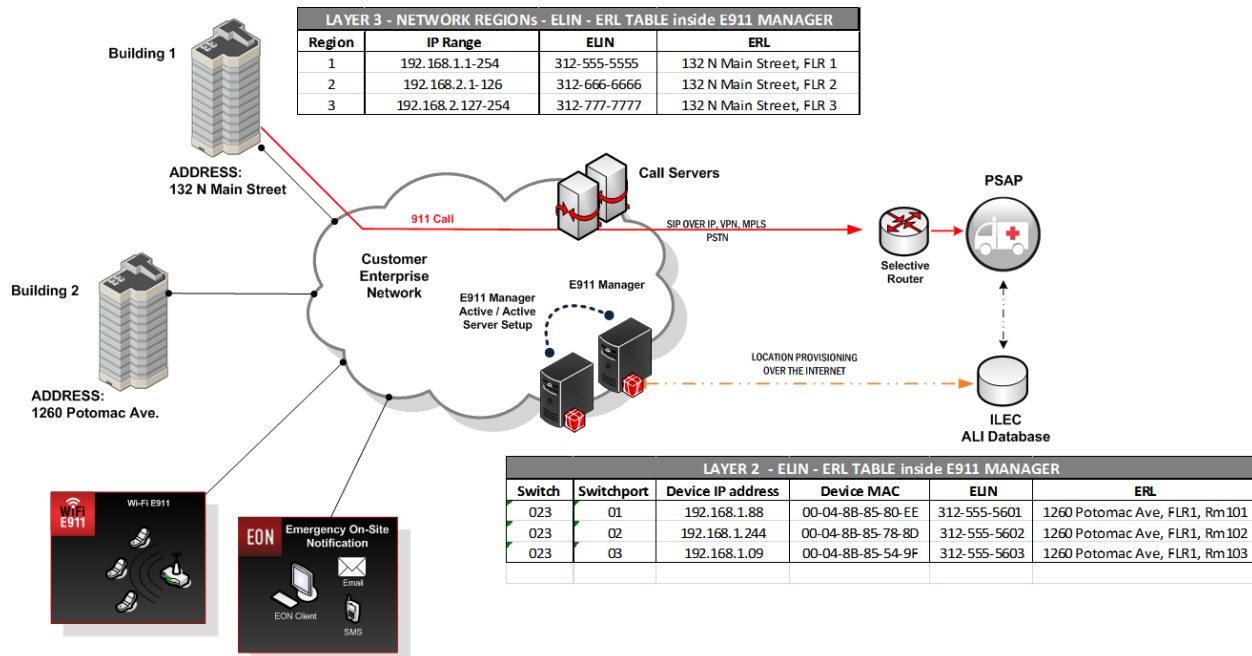 LAYER 3 - NETWORK REGIONs - ELIN - ERL TABLE inside E911 MANAGER
Region IP Range ELIN ERL
1 192.168.1.1-254 312-555-5555 132 N Main Street, FLR 1
2 192.168.2.1-126 312-666-6666 132 N Main Street, FLR 2
3 192.168.2.127-254 312-777-7777 132 N Main Street, FLR 3
Building 1
ADDRESS:
132 N Main Street
Call Servers
PSAP
911 Call
SIP OVER IP, VPN, MPLS
PSTN
Selective
Router
Customer
Enterprise
Network
Building 2
ADDRESS:
1260 Potomac Ave.
E911 Manager
E911 Manager
Active / Active
Server Setup
LOCATION PROVISIONING
OVER THE INTERNET
ILEC
ALI Database
LAYER 2 - ELIN - ERL TABLE inside E911 MANAGER
Switch Switchport Device IP address Device MAC ELIN ERL
023 01 192.168.1.88 00-04-8B-85-80-EE 312-555-5601 1260 Potomac Ave, FLR1, Rm101
023 02 192.168.1.244 00-04-8B-85-78-8D 312-555-5602 1260 Potomac Ave, FLR1, Rm102
023 03 192.168.1.09 00-04-8B-85-54-9F 312-555-5603 1260 Potomac Ave, FLR1, Rm103
WiFi
E911
Wi-Fi E911
EON
Emergency On-Site
Notification
Email
EON Client
SMS